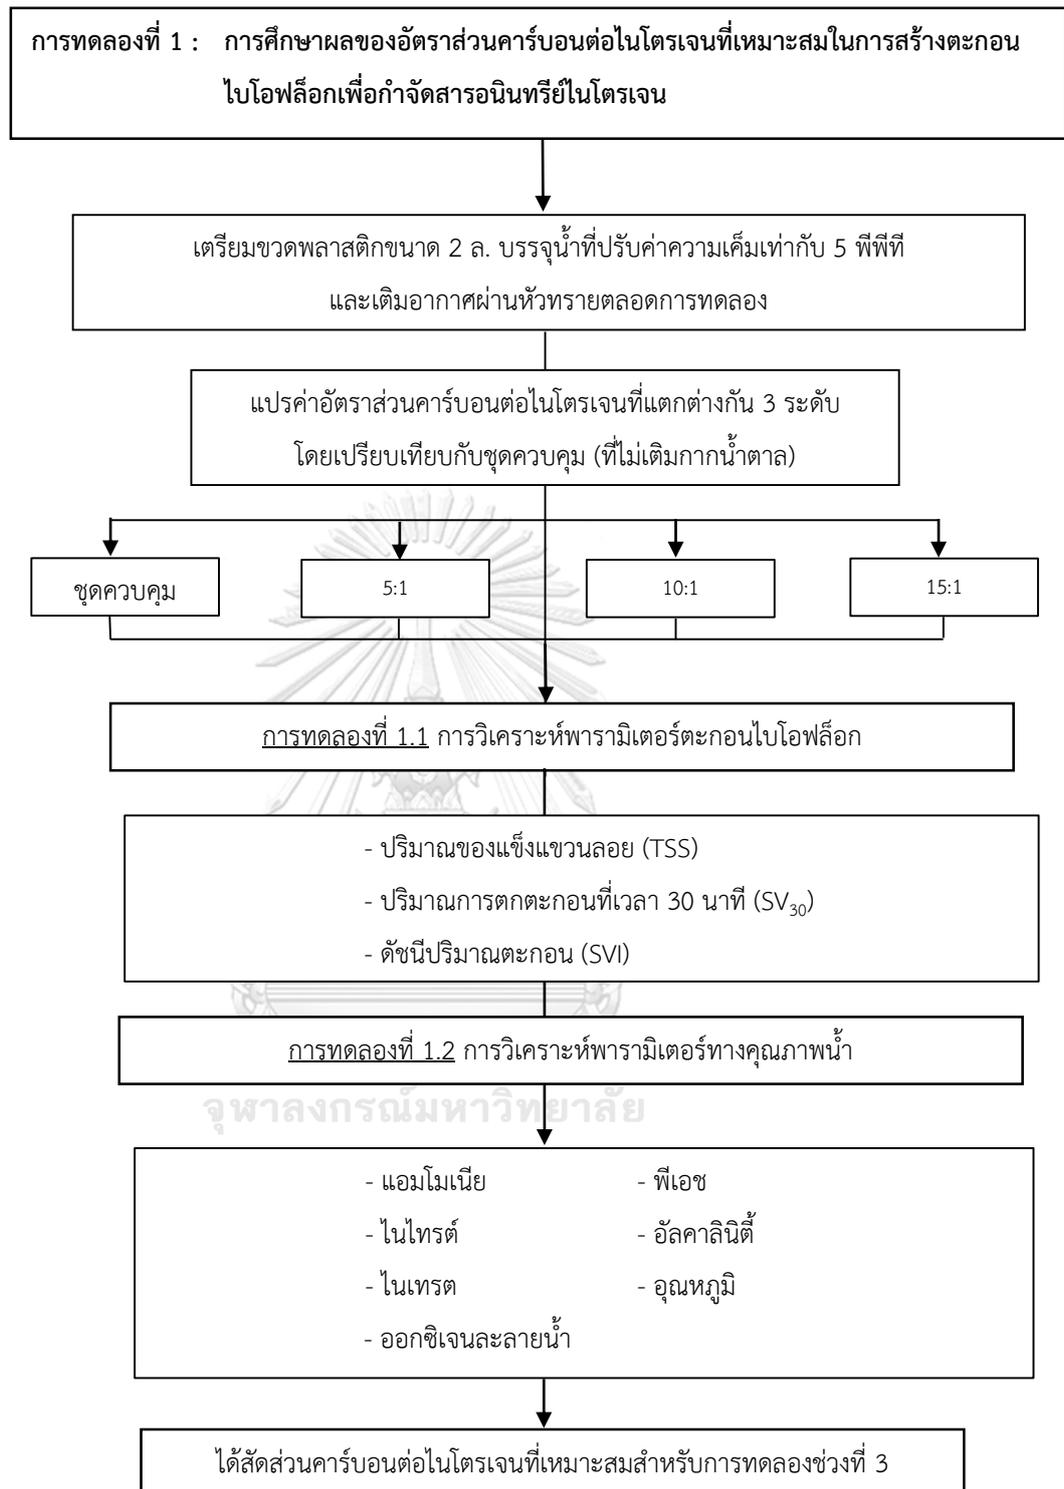 การทดลองที่ 1 : การศึกษาผลของอัตราส่วนคาร์บอนต่อไนโตรเจนที่เหมาะสมในการสร้างตะกอน
ไบโอฟล็อกเพื่อกำจัดสารอนินทรีย์ไนโตรเจน
เตรียมขวดพลาสติกขนาด 2 ล. บรรจุน้ำที่ปรับค่าความเค็มเท่ากับ 5 พีพีที
และเติมอากาศผ่านหัวทรายตลอดการทดลอง
แปรค่าอัตราส่วนคาร์บอนต่อไนโตรเจนที่แตกต่างกัน 3 ระดับ
โดยเปรียบเทียบกับชุดควบคุม (ที่ไม่เติมกากน้ำตาล)
ชุดควบคุม 5:1 10:1 15:1
การทดลองที่ 1.1 การวิเคราะห์พารามิเตอร์ตะกอนไบโอฟล็อก
- ปริมาณของแข็งแขวนลอย (TSS)
- ปริมาณการตกตะกอนที่เวลา 30 นาที (SV₃₀)
- ดัชนีปริมาณตะกอน (SVI)
การทดลองที่ 1.2 การวิเคราะห์พารามิเตอร์ทางคุณภาพน้ำ
จุฬาลงกรณ์มหาวิทยาลัย
- แอมโมเนีย - พีเอช
- ไนไทรต์ - อัลคาลินิตี้
- ไนเทรต - อุณหภูมิ
- ออกซิเจนละลายน้ำ
ได้สัดส่วนคาร์บอนต่อไนโตรเจนที่เหมาะสมสำหรับการทดลองช่วงที่ 3